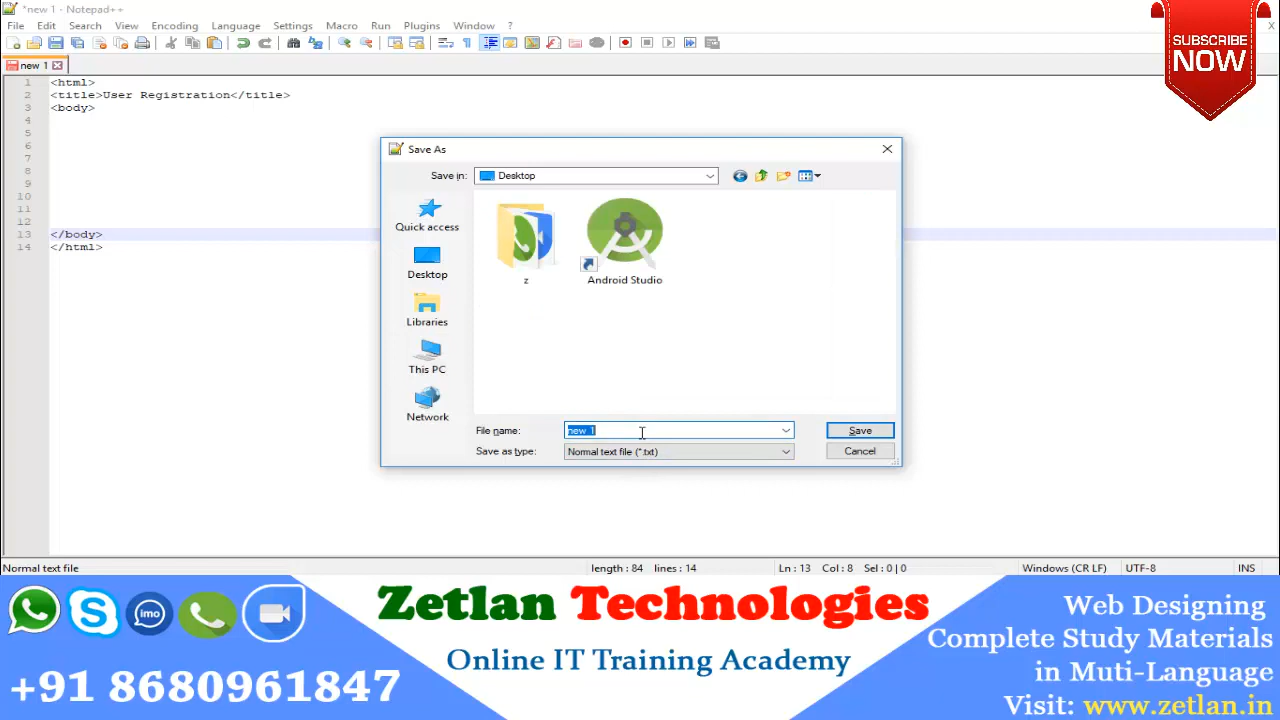 *new 1 - Notepad++
File Edit Search View Encoding Language Settings Macro Run Plugins Window ?
X
SUBSCRIBE
NOW
new 1
1 <html>
2 <title>User Registration</title>
3 <body>
4
5
6
7
8
9
10
11
12
13 </body>
14 </html>
Save As
Save in: Desktop
Quick access
Desktop
Libraries
This PC
Network
z
Android Studio
File name: new 1
Save
Save as type: Normal text file (*.txt)
Cancel
Normal text file length : 84 lines : 14 Ln : 13 Col : 8 Sel : 0 | 0 Windows (CR LF) UTF-8 INS
imo
+91 8680961847
Zetlan Technologies
Online IT Training Academy
Web Designing
Complete Study Materials
in Muti-Language
Visit: www.zetlan.in